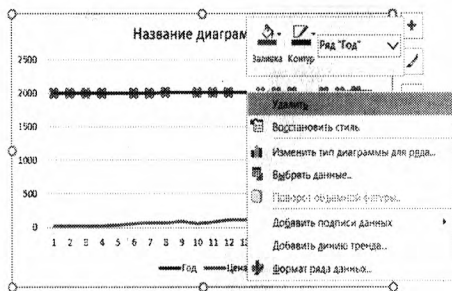 Название диаграм
Заливка Контур
Ряд "Год"
2500
2000
1500
1000
500
0
1 2 3 4 5 6 7 8 9 10 11 12
Год Цена
Удалить
Восстановить стиль
Изменить тип диаграммы для ряда...
Выбрать данные...
Поворот объемной фигуры...
Добавить подписи данных
Добавить линию тренда...
Формат ряда данных...